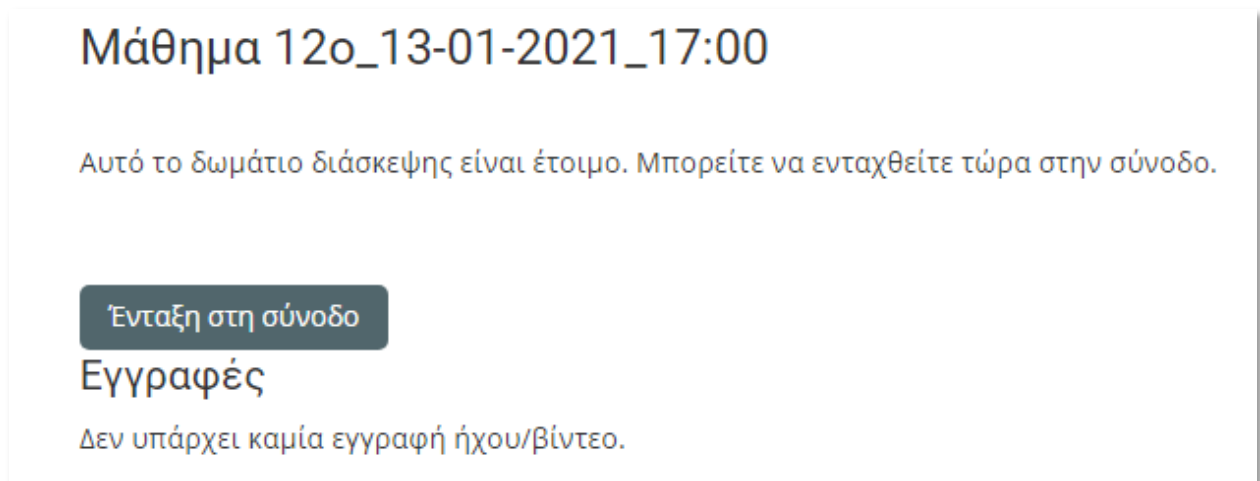 Μάθημα 12ο_13-01-2021_17:00
Αυτό το δωμάτιο διάσκεψης είναι έτοιμο. Μπορείτε να ενταχθείτε τώρα στην σύνοδο.
Ένταξη στη σύνοδο
Εγγραφές
Δεν υπάρχει καμία εγγραφή ήχου/βίντεο.